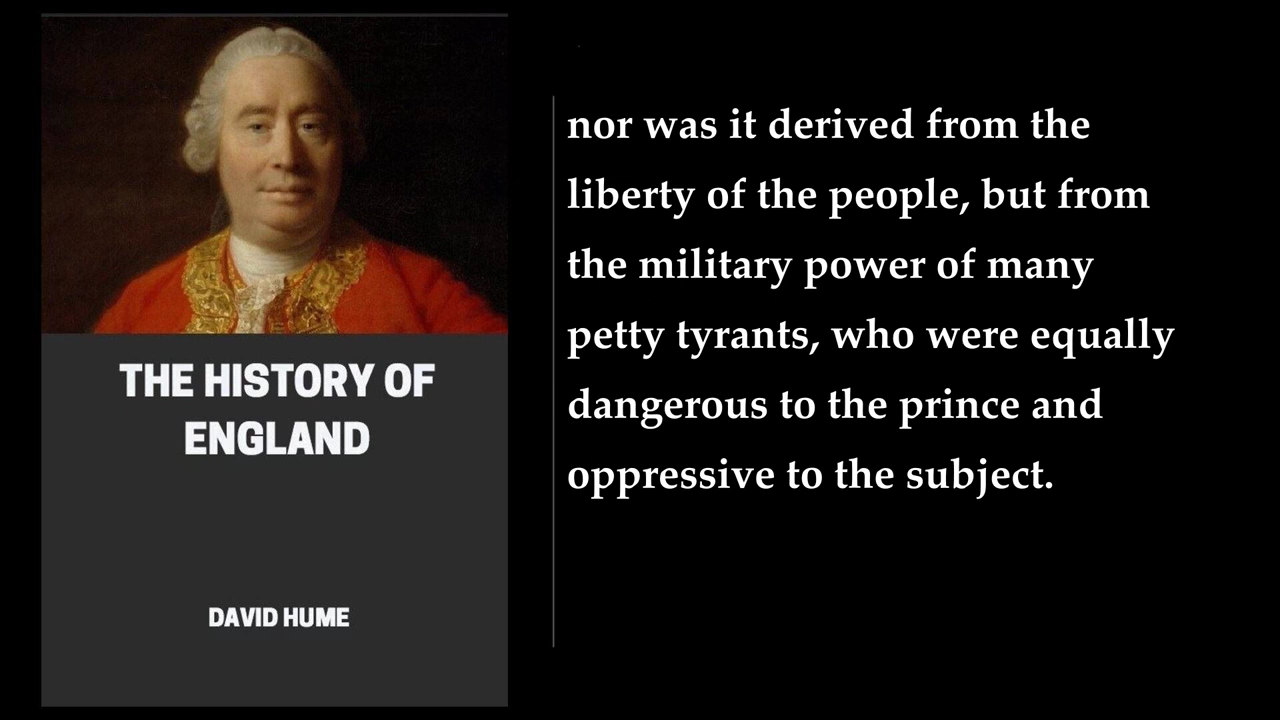 THE HISTORY OF
ENGLAND
DAVID HUME
nor was it derived from the
liberty of the people, but from
the military power of many
petty tyrants, who were equally
dangerous to the prince and
oppressive to the subject.